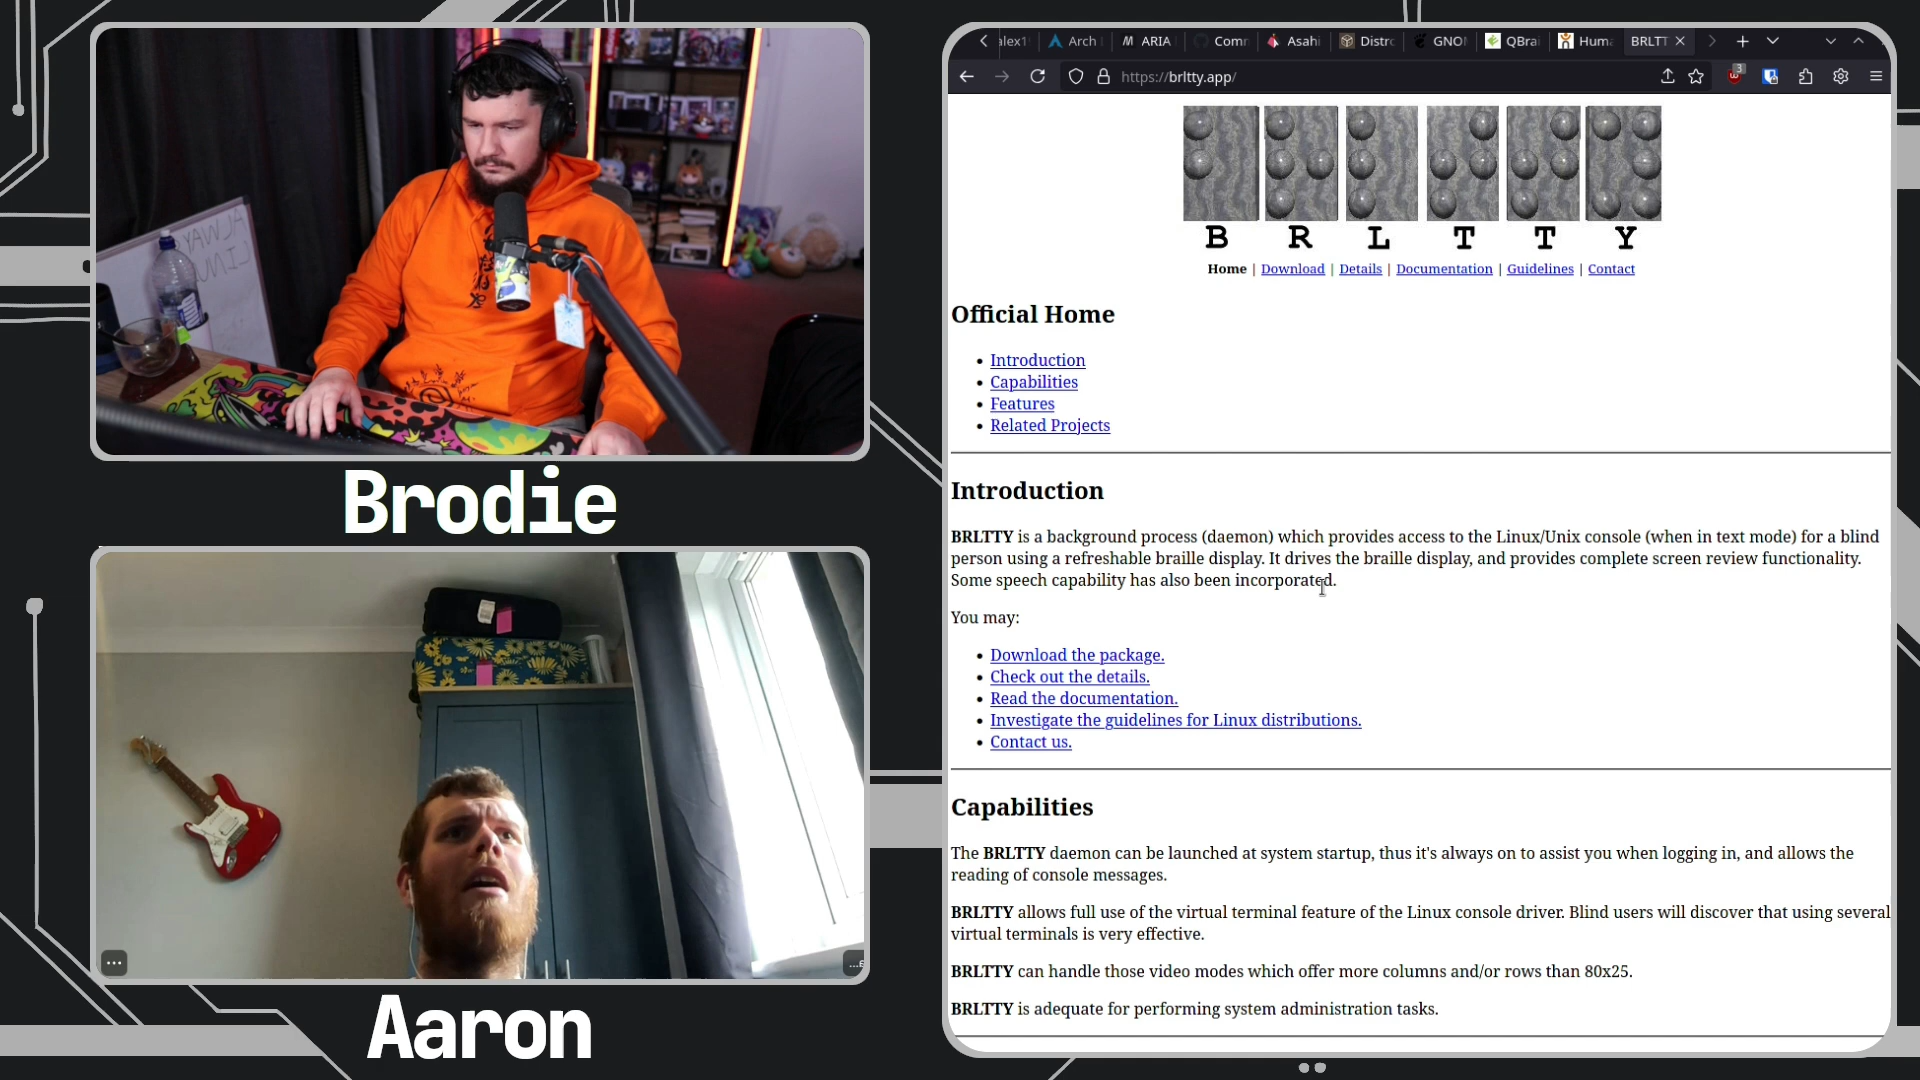 alex1
Arch
ARIA
Comm
Asahi
Distro
GNO
QBrai
Huma
BRLTT
https://brltty.app/
3
B R L T T Y
Home | Download | Details | Documentation | Guidelines | Contact
Official Home
Introduction
Capabilities
Features
Related Projects
Introduction
BRLTTY is a background process (daemon) which provides access to the Linux/Unix console (when in text mode) for a blind
person using a refreshable braille display. It drives the braille display, and provides complete screen review functionality.
Some speech capability has also been incorporated.
You may:
Download the package.
Check out the details.
Read the documentation.
Investigate the guidelines for Linux distributions.
Contact us.
Capabilities
The BRLTTY daemon can be launched at system startup, thus it's always on to assist you when logging in, and allows the
reading of console messages.
BRLTTY allows full use of the virtual terminal feature of the Linux console driver. Blind users will discover that using several
virtual terminals is very effective.
BRLTTY can handle those video modes which offer more columns and/or rows than 80x25.
BRLTTY is adequate for performing system administration tasks.
ALWAYS
LINUX
Brodie
Aaron